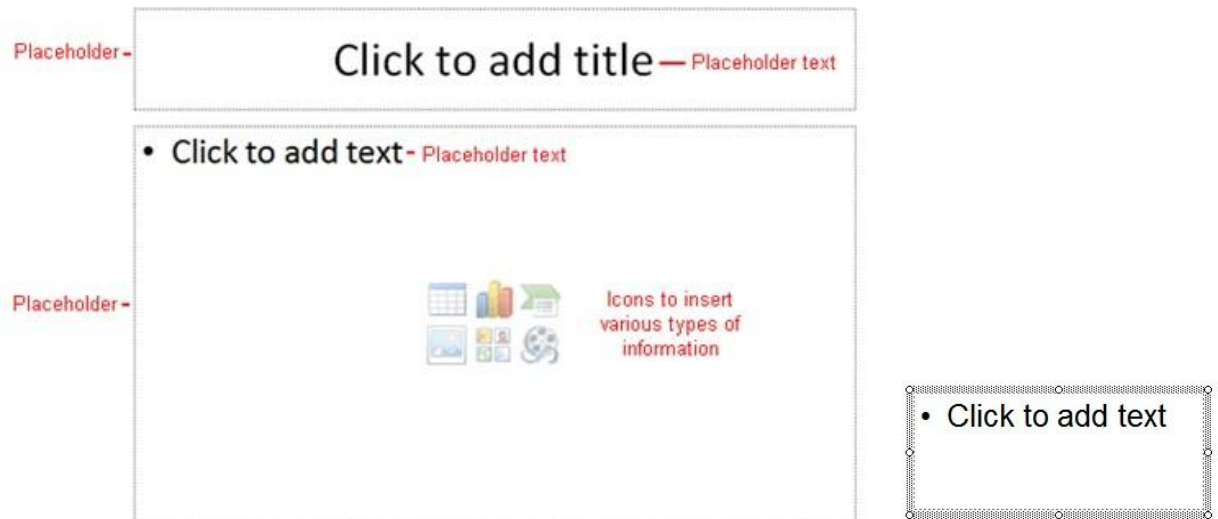 Placeholder
Click to add title
Placeholder text
• Click to add text
Placeholder text
Placeholder
Icons to insert
various types of
information
• Click to add text